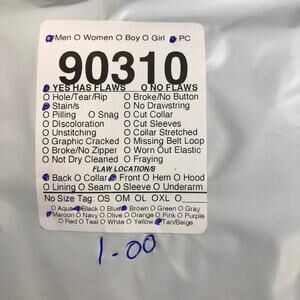 Men O Women O Boy O Girl PC
90310
YES HAS FLAWS O NO FLAWS
O Hole/Tear/Rip O Broke/No Button
Stain/s O No Drawstring
O Pilling O Snag O Cut Collar
O Discoloration O Cut Sleeves
O Unstitching O Collar Stretched
O Graphic Cracked O Missing Belt Loop
O Broke/No Zipper O Worn Out Elastic
O Not Dry Cleaned O Fraying
FLAW LOCATION/S
Back O Collar Front O Hem O Hood
O Lining O Seam O Sleeve O Underarm
No Size Tag: OS OM OL OXL O
O Aqua Black O Blue Brown O Green O Gray
Maroon O Navy O Olive O Orange O Pink O Purple
O Red O Teal O White O Yellow Tan/Beige
1-00